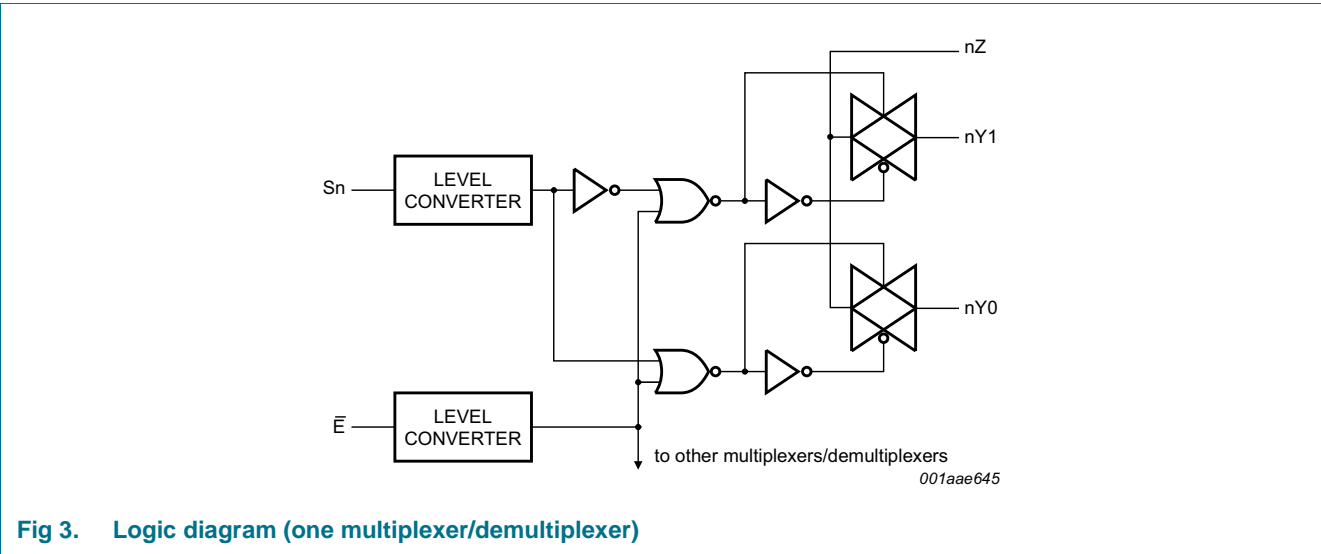 nZ
nY1
Sn
LEVEL
CONVERTER
nY0
E̅
LEVEL
CONVERTER
to other multiplexers/demultiplexers
001aae645
Fig 3. Logic diagram (one multiplexer/demultiplexer)